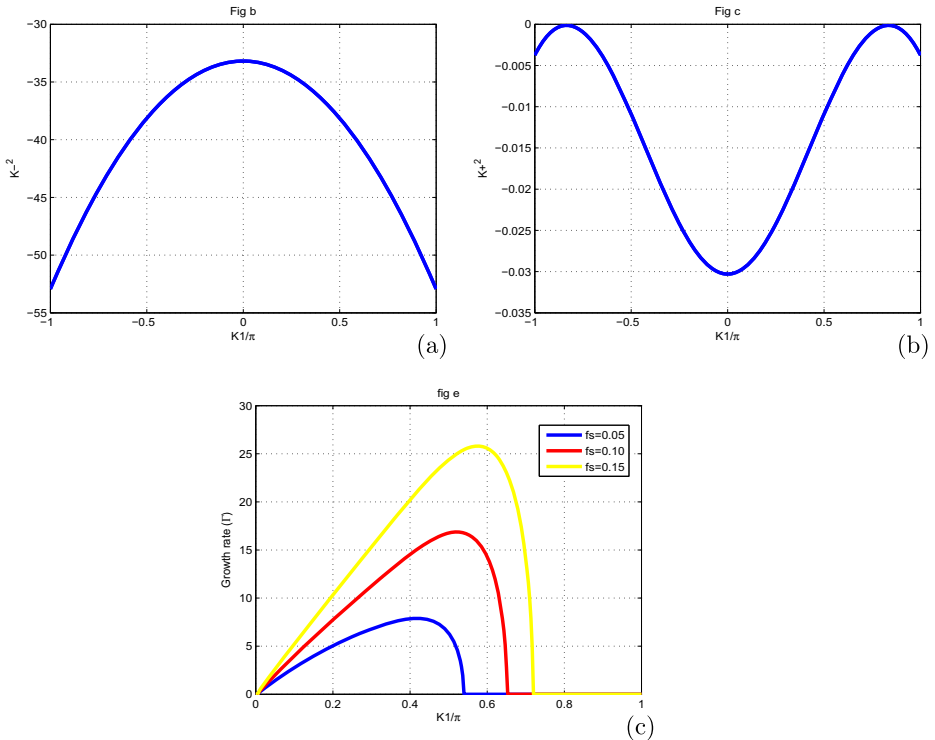 Fig b
−30
−35
−40
−45
−50
−55
−1
−0.5
0
0.5
1
K−²
K1/π
(a)
Fig c
0
−0.005
−0.01
−0.015
−0.02
−0.025
−0.03
−0.035
−1
−0.5
0
0.5
1
K+²
K1/π
(b)
fig e
30
25
20
15
10
5
0
0
0.2
0.4
0.6
0.8
1
Growth rate (Γ)
K1/π
fs=0.05
fs=0.10
fs=0.15
(c)